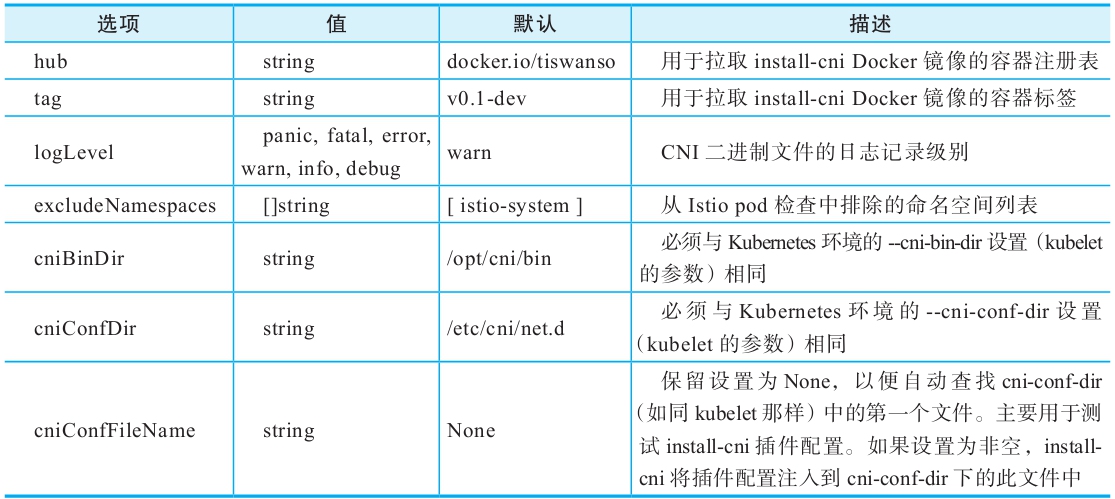 选项 值 默认 描述
hub string docker.io/tiswanso 用于拉取 install-cni Docker 镜像的容器注册表
tag string v0.1-dev 用于拉取 install-cni Docker 镜像的容器标签
logLevel
panic, fatal, error,
warn, info, debug
warn
CNI 二进制文件的日志记录级别
excludeNamespaces []string [ istio-system ] 从 Istio pod 检查中排除的命名空间列表
cniBinDir string /opt/cni/bin
必须与 Kubernetes 环境的 --cni-bin-dir 设置（kubelet
的参数）相同
cniConfDir string /etc/cni/net.d
必须与 Kubernetes 环境的 --cni-conf-dir 设置
（kubelet 的参数）相同
cniConfFileName string None
保留设置为 None，以便自动查找 cni-conf-dir
（如同 kubelet 那样）中的第一个文件。主要用于测
试 install-cni 插件配置。如果设置为非空，install-
cni 将插件配置注入到 cni-conf-dir 下的此文件中